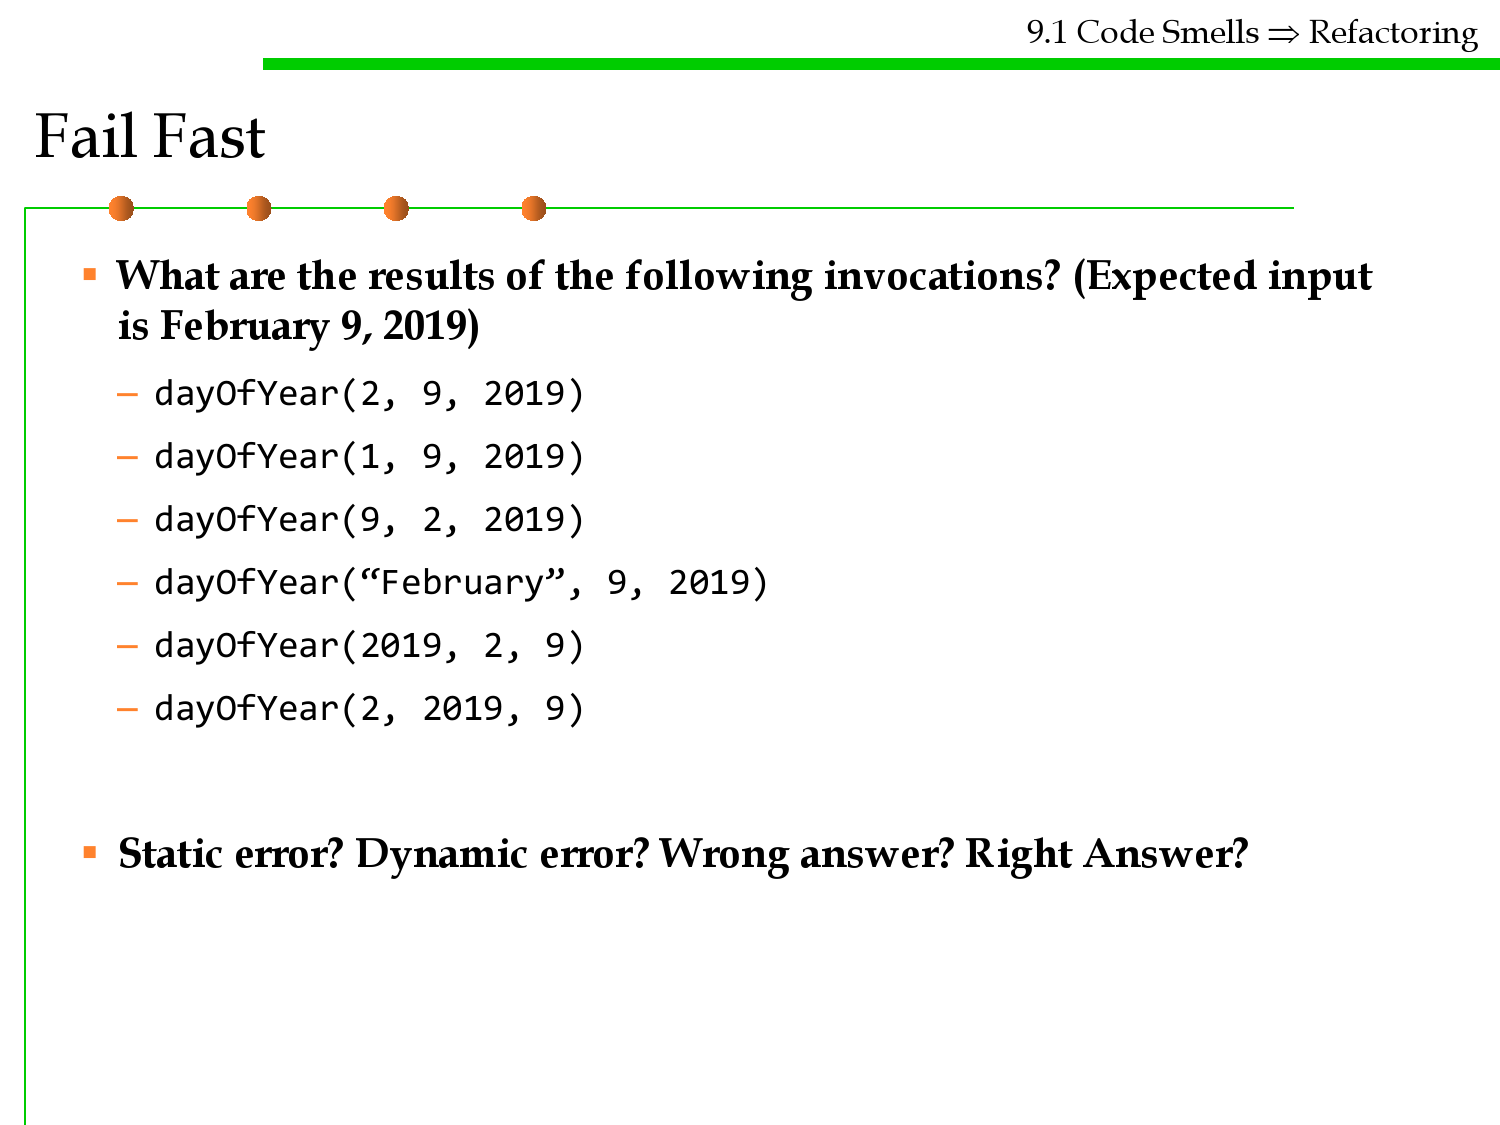 9.1 Code Smells ⇒ Refactoring
Fail Fast
▪ What are the results of the following invocations? (Expected input
is February 9, 2019)
– dayOfYear(2, 9, 2019)
– dayOfYear(1, 9, 2019)
– dayOfYear(9, 2, 2019)
– dayOfYear(“February”, 9, 2019)
– dayOfYear(2019, 2, 9)
– dayOfYear(2, 2019, 9)
▪ Static error? Dynamic error? Wrong answer? Right Answer?